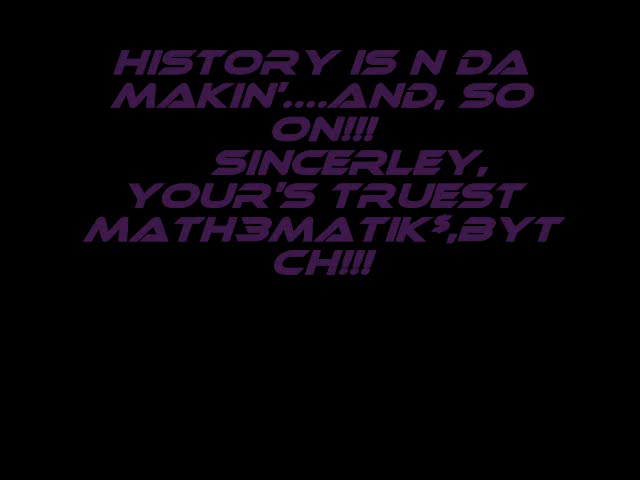 HISTORY IS N DA
MAKIN'....AND, SO
ON!!!
SINCERLEY,
YOUR'S TRUEST
MATH3MATIK$,BYT
CH!!!